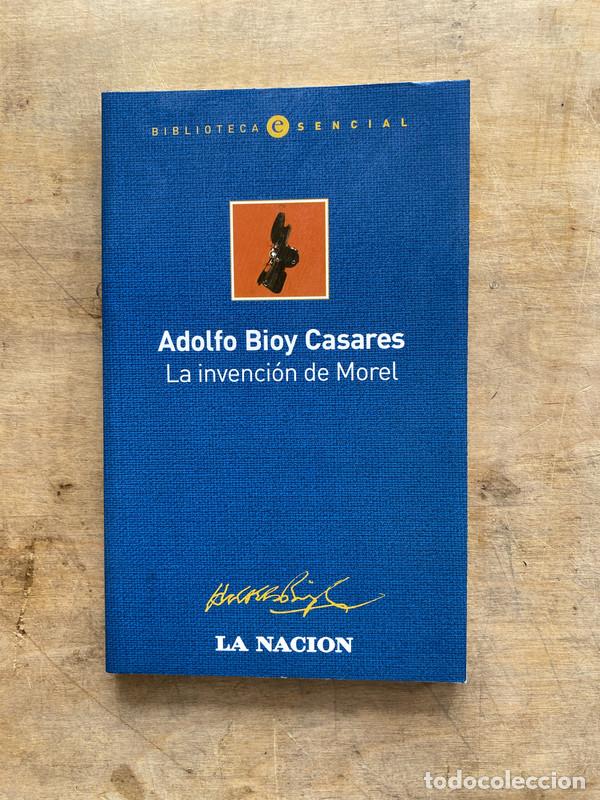 BIBLIOTECA eSENCIAL
Adolfo Bioy Casares
La invención de Morel
LA NACION
todocoleccion